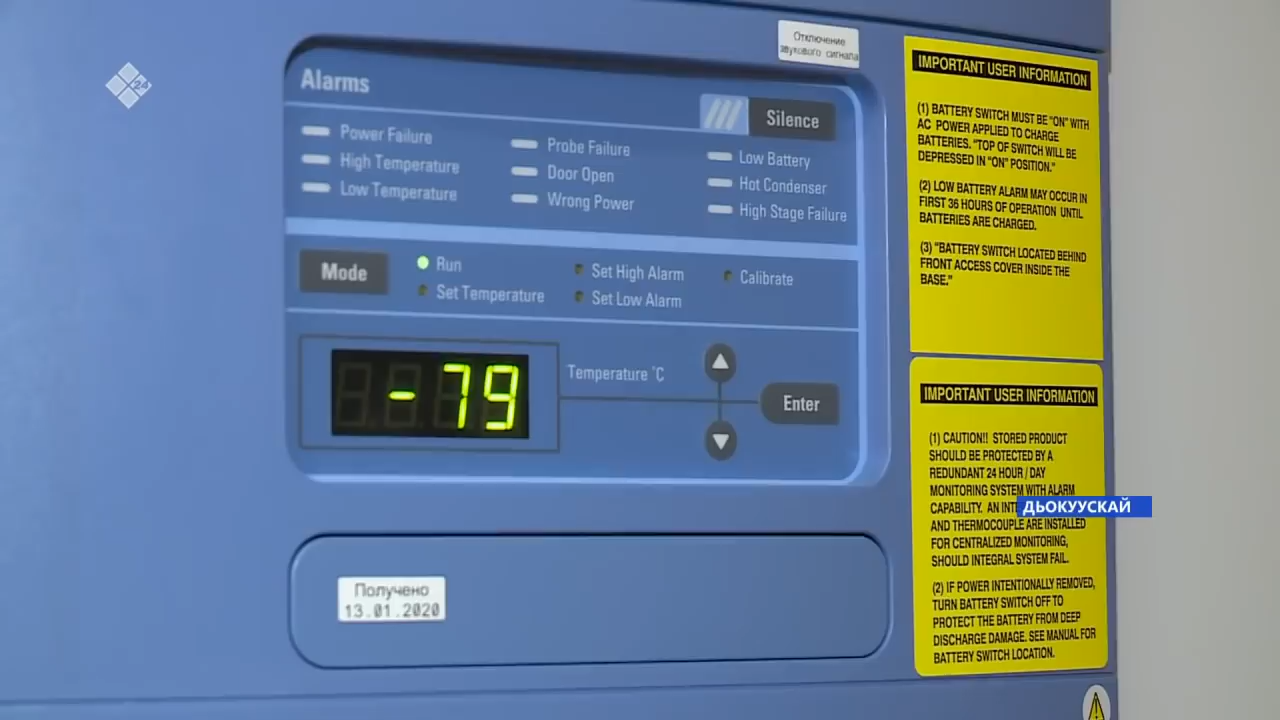 24
Отключение
звукового сигнала
Alarms
Silence
Power Failure
High Temperature
Low Temperature
Probe Failure
Door Open
Wrong Power
Low Battery
Hot Condenser
High Stage Failure
Mode
Run
Set Temperature
Set High Alarm
Set Low Alarm
Calibrate
-79
Temperature °C
Enter
Получено
13.01.2020
IMPORTANT USER INFORMATION
(1) BATTERY SWITCH MUST BE "ON" WITH
AC POWER APPLIED TO CHARGE
BATTERIES. "TOP OF SWITCH WILL BE
DEPRESSED IN "ON" POSITION."
(2) LOW BATTERY ALARM MAY OCCUR IN
FIRST 36 HOURS OF OPERATION UNTIL
BATTERIES ARE CHARGED.
(3) "BATTERY SWITCH LOCATED BEHIND
FRONT ACCESS COVER INSIDE THE
BASE."
IMPORTANT USER INFORMATION
(1) CAUTION!! STORED PRODUCT
SHOULD BE PROTECTED BY A
REDUNDANT 24 HOUR / DAY
MONITORING SYSTEM WITH ALARM
CAPABILITY. AN
ДЬОКУУСКАЙ
AND THERMOCOUPLE ARE INSTALLED
FOR CENTRALIZED MONITORING,
SHOULD INTEGRAL SYSTEM FAIL.
(2) IF POWER INTENTIONALLY REMOVED,
TURN BATTERY SWITCH OFF TO
PROTECT THE BATTERY FROM DEEP
DISCHARGE DAMAGE. SEE MANUAL FOR
BATTERY SWITCH LOCATION.